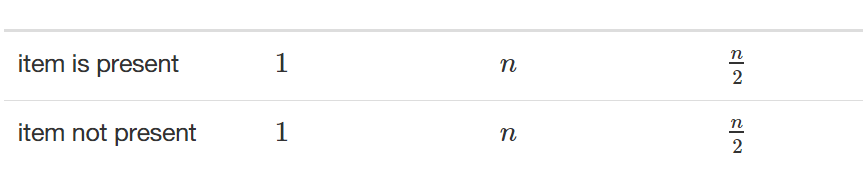 item is present 1 n n/2
item not present 1 n n/2